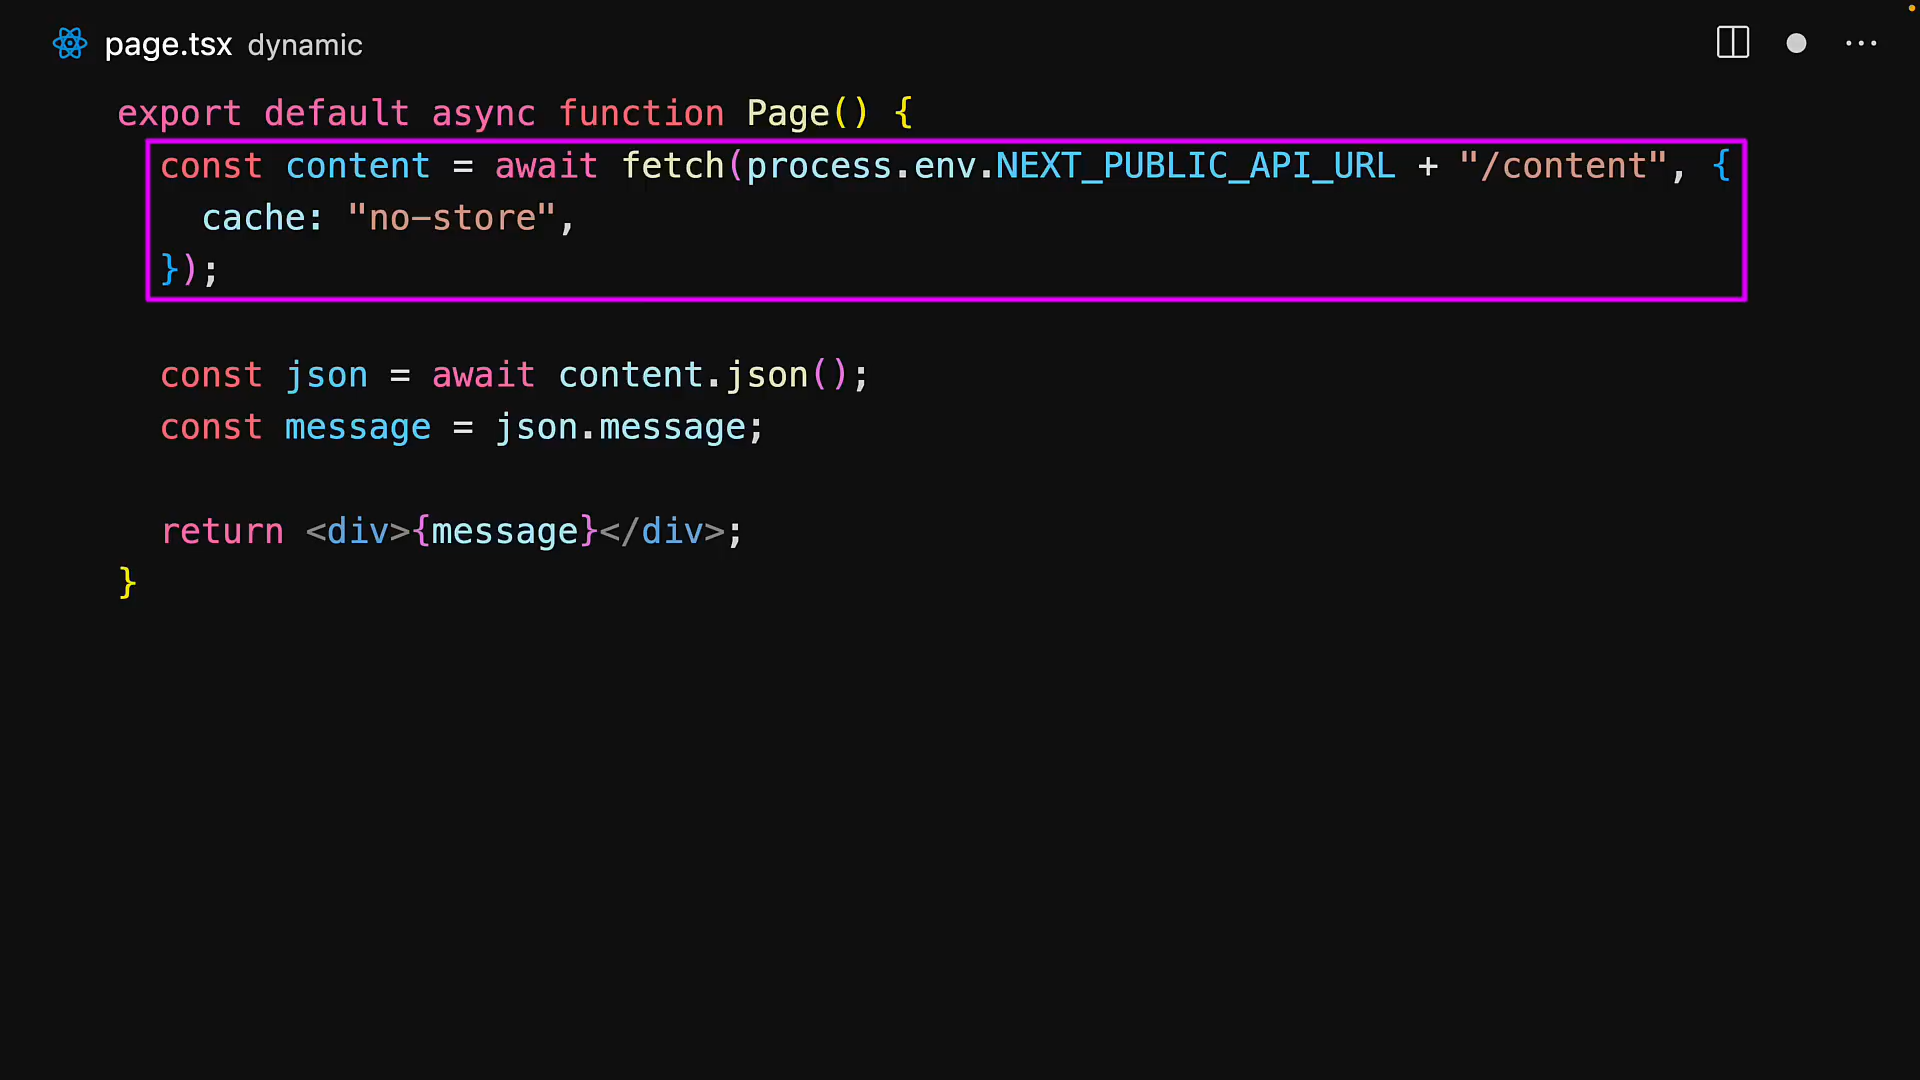 page.tsx dynamic
export default async function Page() {
  const content = await fetch(process.env.NEXT_PUBLIC_API_URL + "/content", {
    cache: "no-store",
  });
  const json = await content.json();
  const message = json.message;
  return <div>{message}</div>;
}